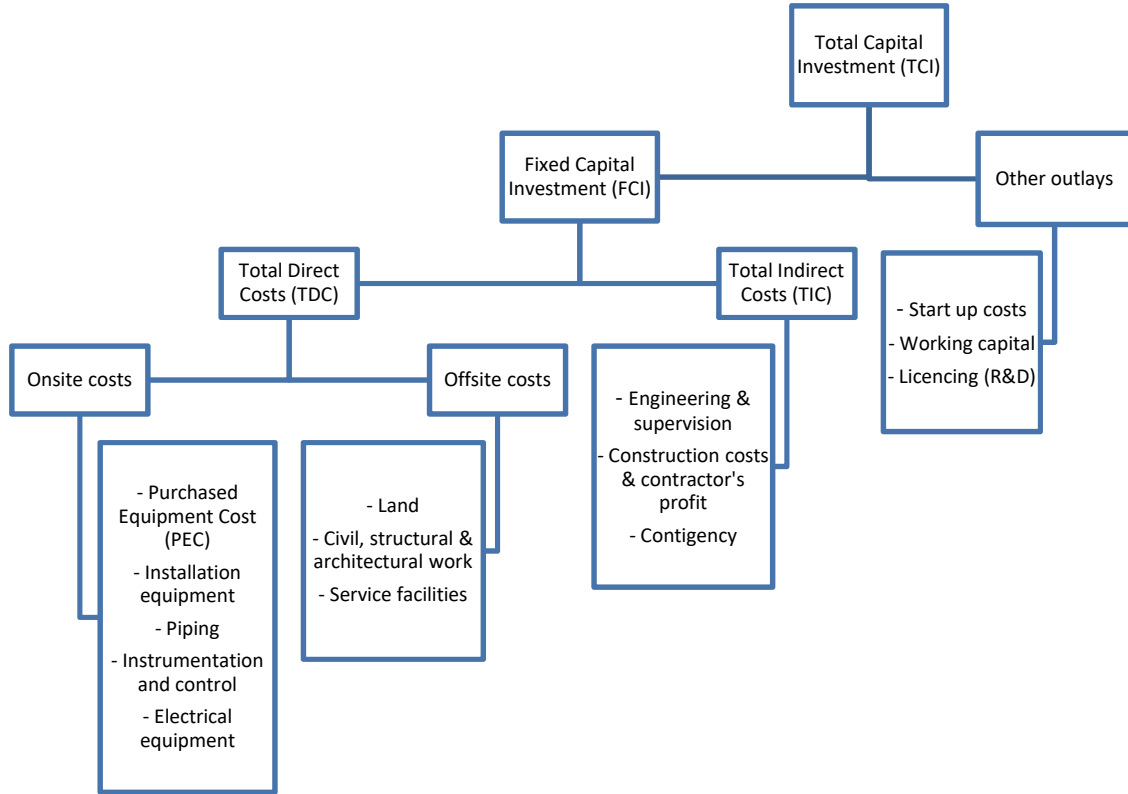 Total Capital
Investment (TCI)
Fixed Capital
Investment (FCI)
Other outlays
Total Direct
Costs (TDC)
Total Indirect
Costs (TIC)
- Start up costs
- Working capital
- Licencing (R&D)
Onsite costs
Offsite costs
- Engineering &
supervision
- Construction costs
& contractor's
profit
- Contigency
- Purchased
Equipment Cost
(PEC)
- Installation
equipment
- Piping
- Instrumentation
and control
- Electrical
equipment
- Land
- Civil, structural &
architectural work
- Service facilities